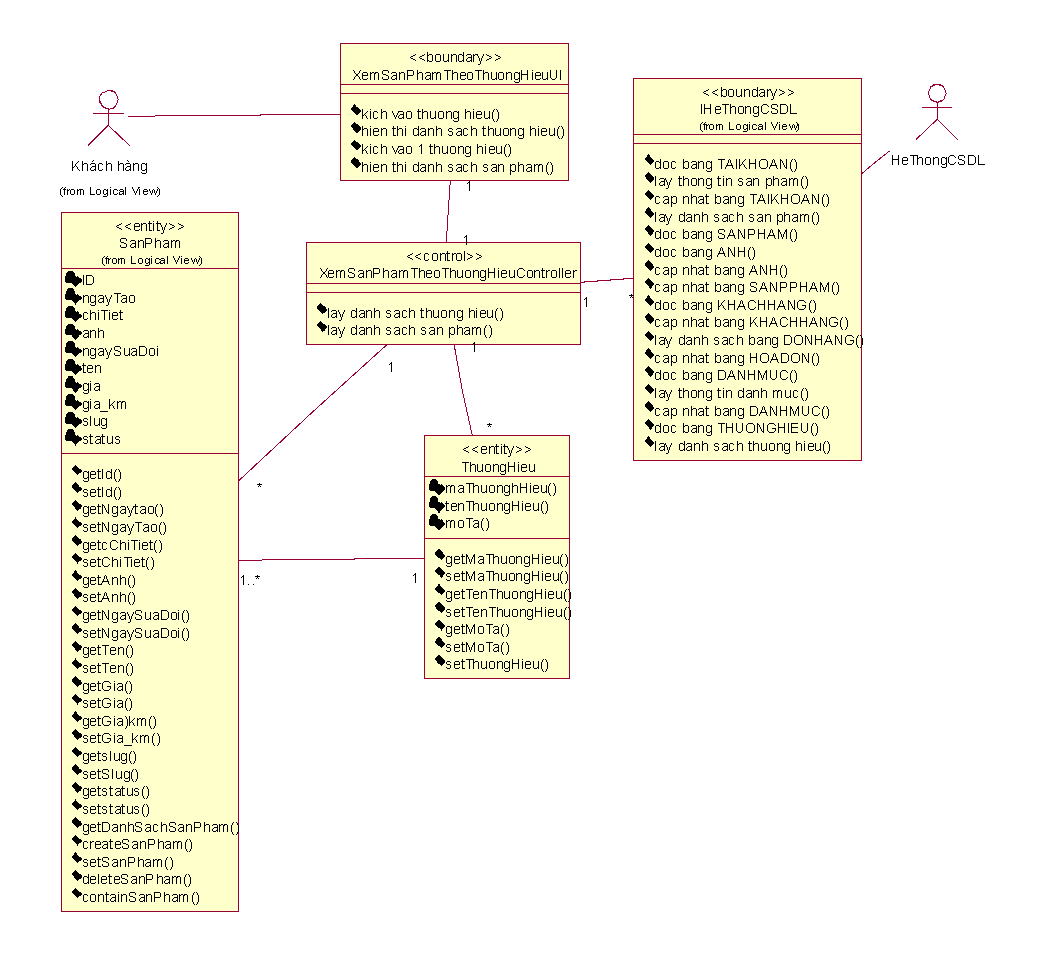 <<boundary>>
XemSanPhamTheoThuongHieuUI
kich vao thuong hieu()
hien thi danh sach thuong hieu()
kich vao 1 thuong hieu()
hien thi danh sach san pham()
Khách hàng
(from Logical View)
<<boundary>>
IHeThongCSDL
(from Logical View)
doc bang TAIKHOAN()
lay thong tin san pham()
cap nhat bang TAIKHOAN()
lay danh sach san pham()
doc bang SANPHAM()
doc bang ANH()
cap nhat bang ANH()
cap nhat bang SANPPHAM()
doc bang KHACHHANG()
cap nhat bang KHACHHANG()
lay danh sach bang DONHANG()
cap nhat bang HOADON()
doc bang DANHMUC()
lay thong tin danh muc()
cap nhat bang DANHMUC()
doc bang THUONGHIEU()
lay danh sach thuong hieu()
HeThongCSDL
1
1
<<control>>
XemSanPhamTheoThuongHieuController
lay danh sach thuong hieu()
lay danh sach san pham()
1
*
1
1
*
*
<<entity>>
SanPham
(from Logical View)
ID
ngayTao
chiTiet
anh
ngaySuaDoi
ten
gia
gia_km
slug
status
getId()
setId()
getNgaytao()
setNgayTao()
getcChiTiet()
setChiTiet()
getAnh()
setAnh()
getNgaySuaDoi()
setNgaySuaDoi()
getTen()
setTen()
getGia()
setGia()
getGia)km()
setGia_km()
getslug()
setSlug()
getstatus()
setstatus()
getDanhSachSanPham()
createSanPham()
setSanPham()
deleteSanPham()
containSanPham()
1..*
1
<<entity>>
ThuongHieu
maThuonghHieu()
tenThuongHieu()
moTa()
getMaThuongHieu()
setMaThuongHieu()
getTenThuongHieu()
setTenThuongHieu()
getMoTa()
setMoTa()
setThuongHieu()